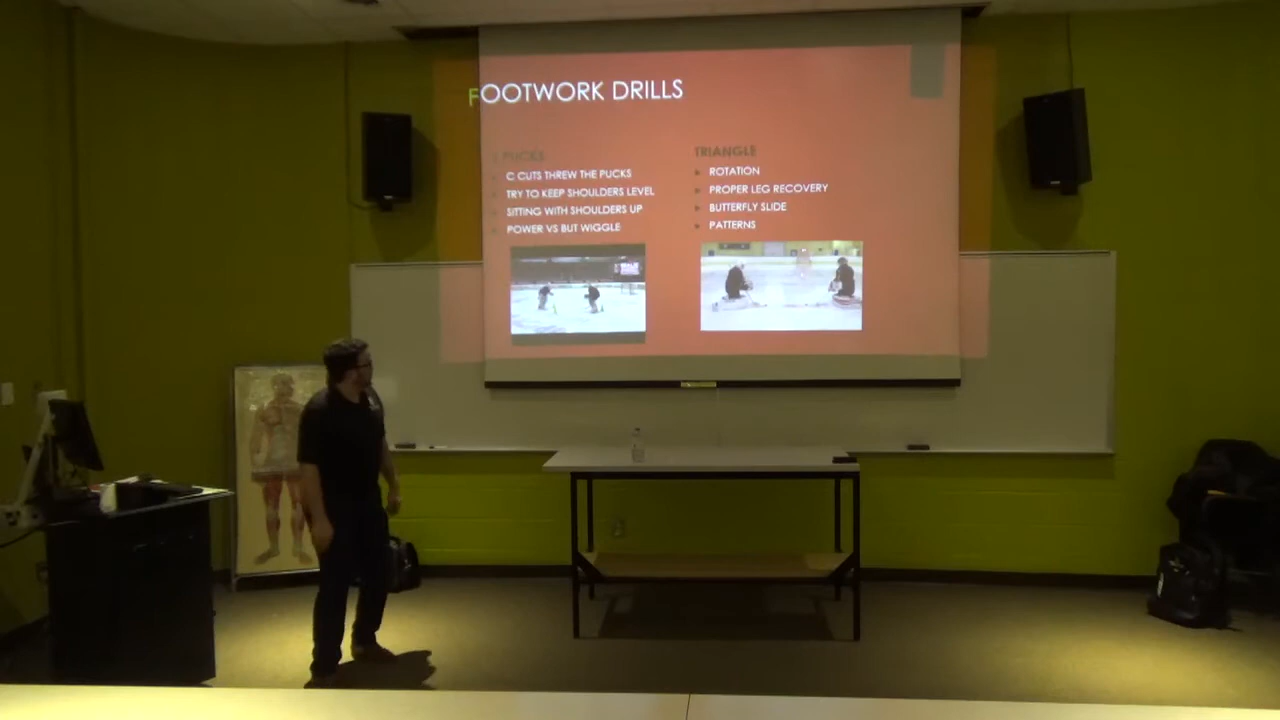 FOOTWORK DRILLS
PUCKS
C CUTS THREW THE PUCKS
TRY TO KEEP SHOULDERS LEVEL
SITTING WITH SHOULDERS UP
POWER VS BUT WIGGLE
TRIANGLE
ROTATION
PROPER LEG RECOVERY
BUTTERFLY SLIDE
PATTERNS